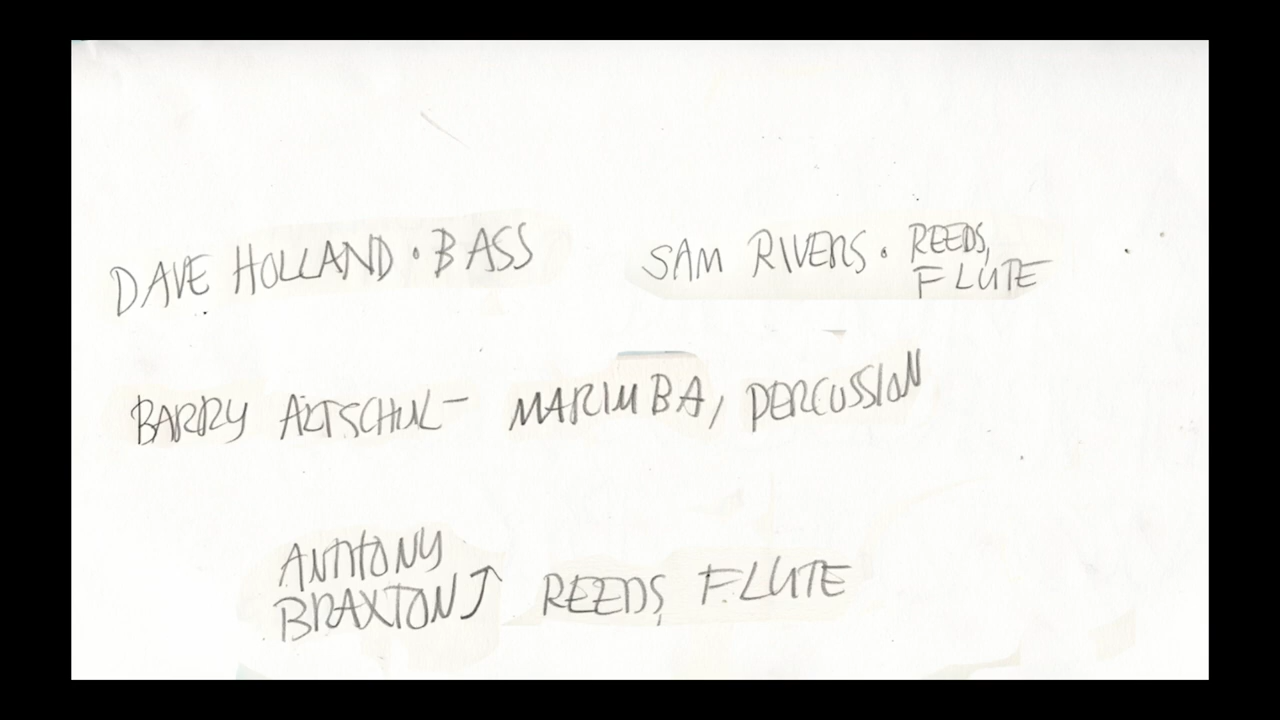 DAVE HOLLAND · BASS SAM RIVERS · REEDS,
FLUTE
BARRY ALTSCHUL - MARIMBA, PERCUSSION
ANTHONY
BRAXTON REEDS, FLUTE